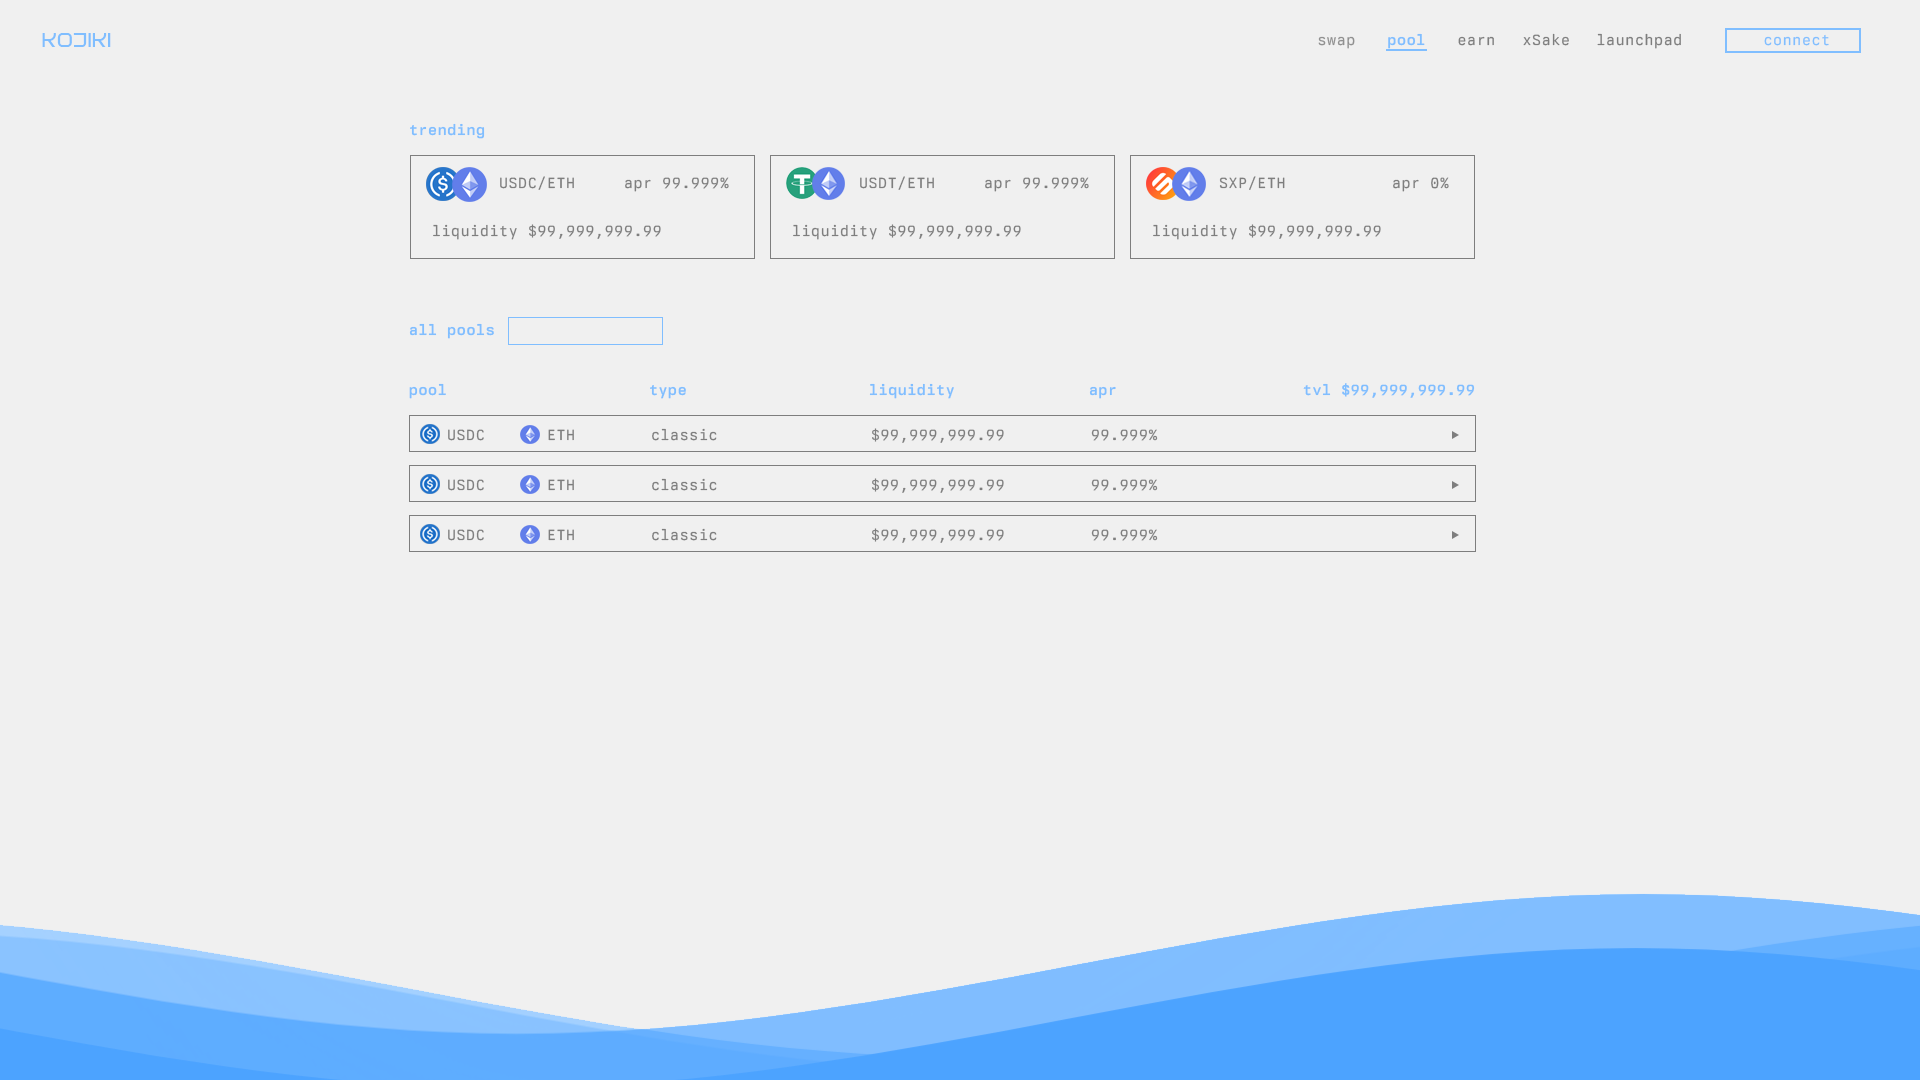 KOJIKI swap pool earn xSake launchpad connect
trending
USDC/ETH apr 99.999% USDT/ETH apr 99.999% SXP/ETH apr 0%
liquidity $99,999,999.99 liquidity $99,999,999.99 liquidity $99,999,999.99
all pools
pool type liquidity apr tvl $99,999,999.99
USDC ETH classic $99,999,999.99 99.999%
USDC ETH classic $99,999,999.99 99.999%
USDC ETH classic $99,999,999.99 99.999%